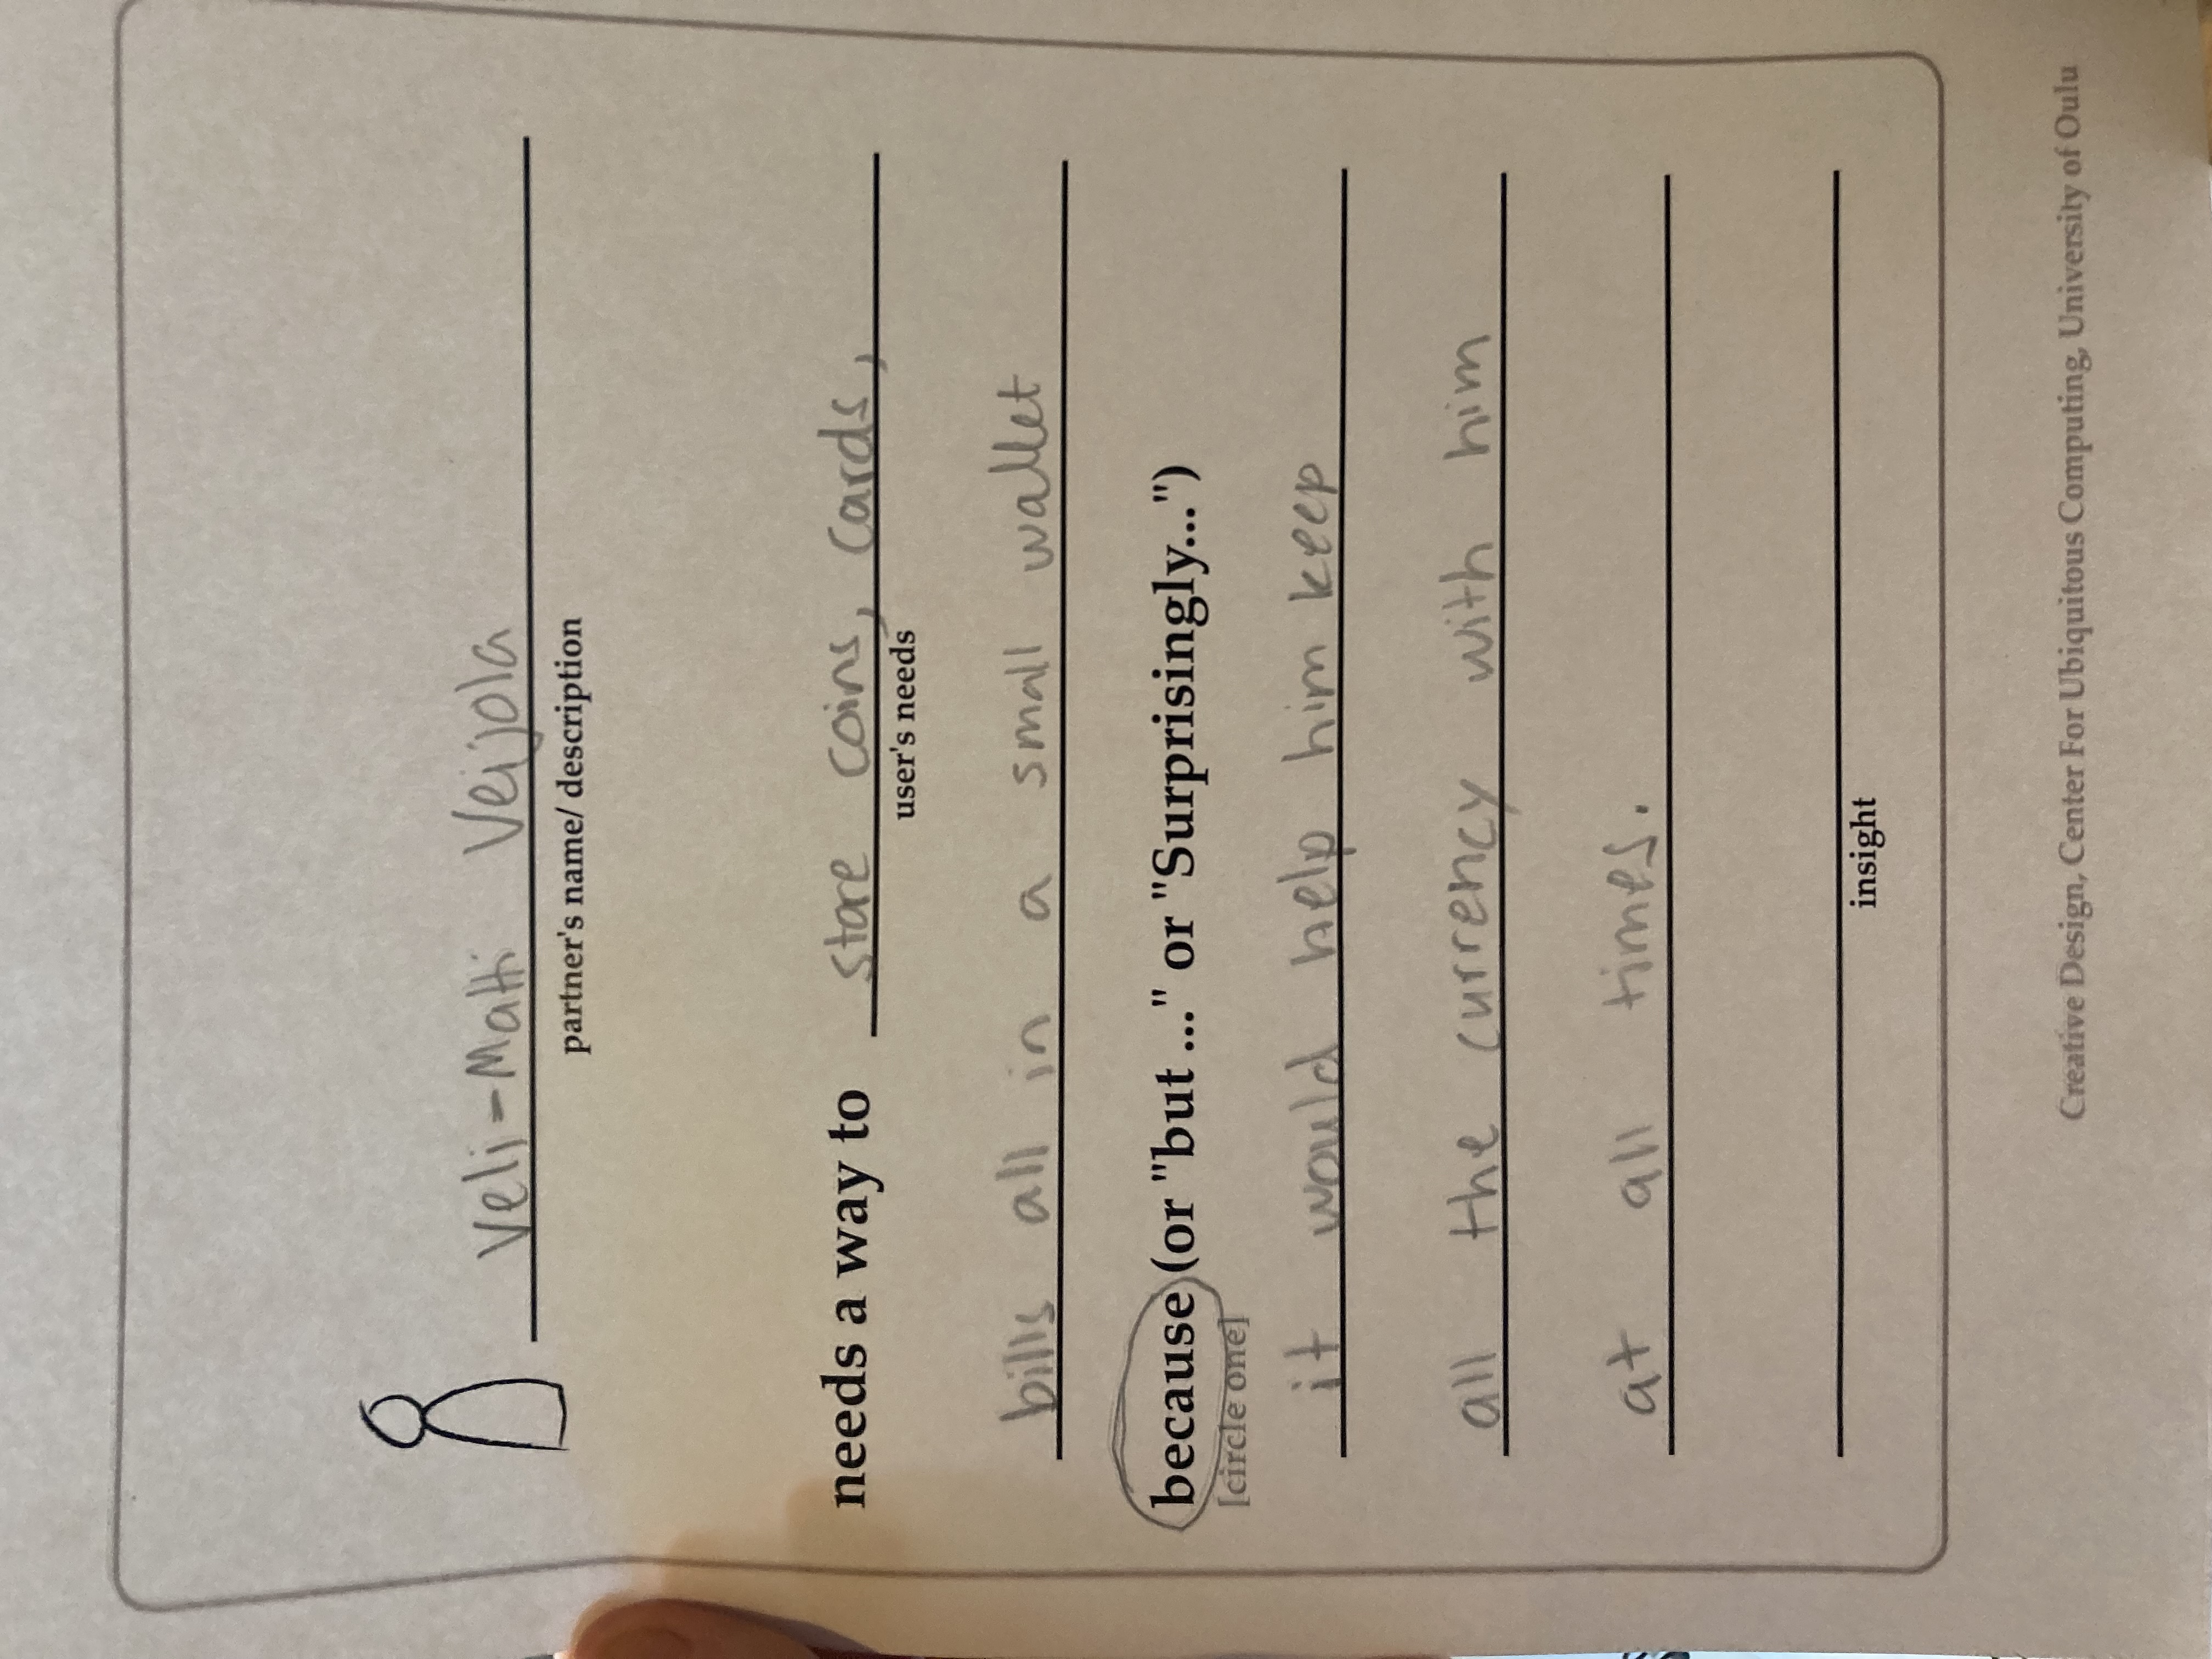 Veli-Matti Veijola
partner's name/ description
needs a way to store coins, cards,
user's needs
bills all in a small wallet
because (or "but ..." or "Surprisingly...")
[circle one]
it would help him keep
all the currency with him
at all times.
insight
Creative Design, Center For Ubiquitous Computing, University of Oulu